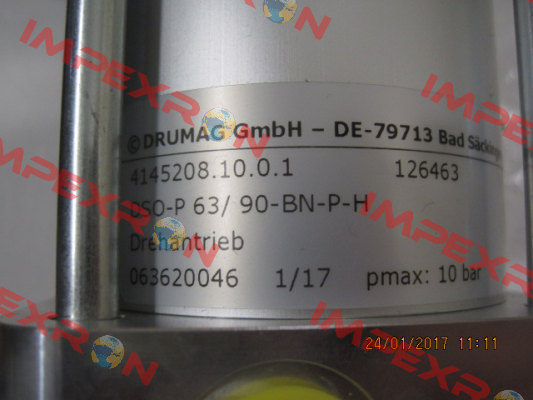 ©DRUMAG GmbH – DE-79713 Bad Säckinge
4145208.10.0.1 126463
DSO-P 63/ 90-BN-P-H
Drehantrieb
063620046 1/17 pmax: 10 bar
24/01/2017 11:11
IMPEXRON
IMPEXRON
IMPEXRON
IMPEXRON
IMPEXRON